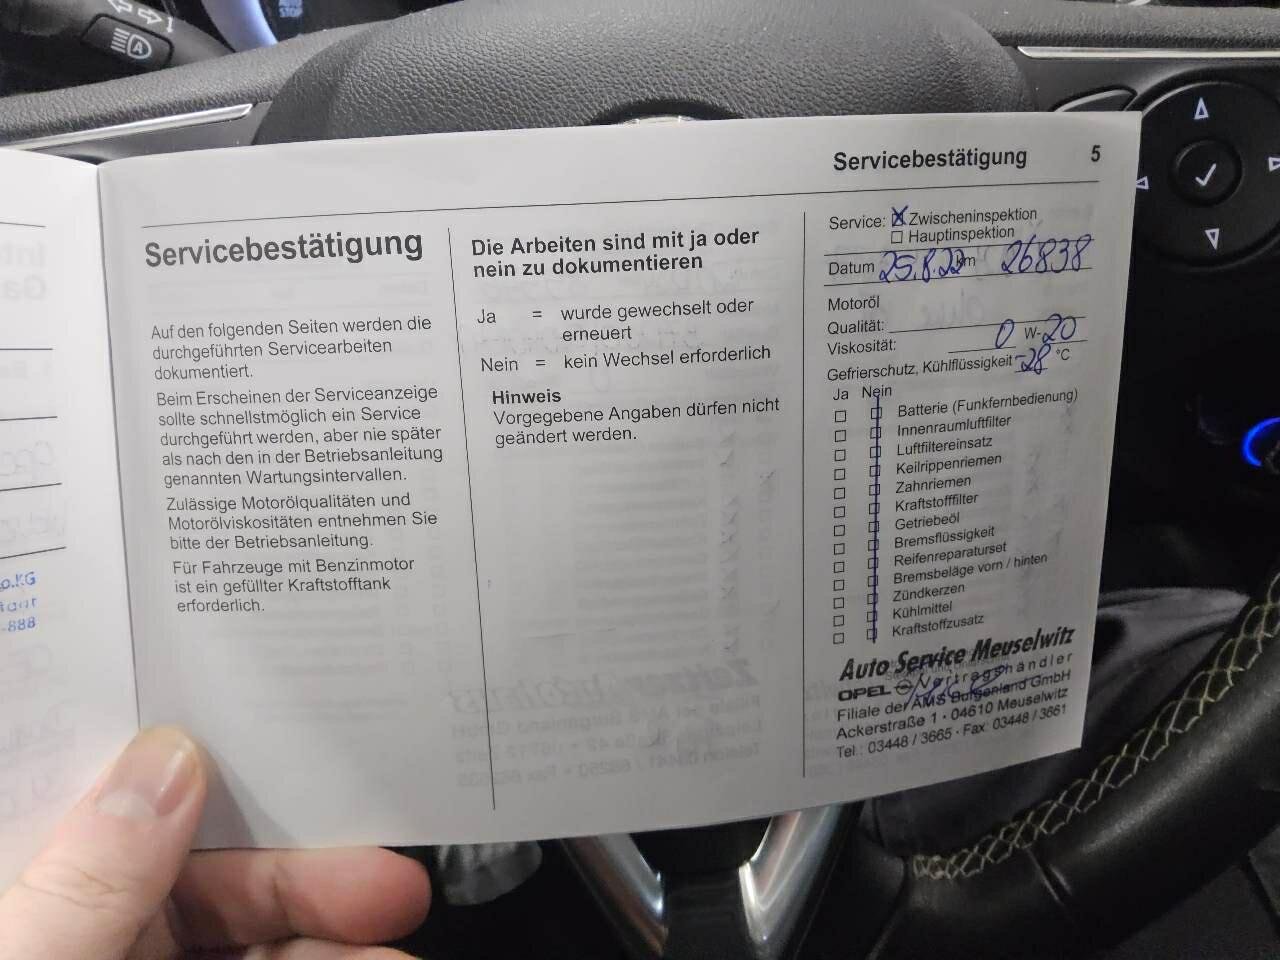 AUTO
STOP
A
Servicebestätigung 5
Servicebestätigung
Auf den folgenden Seiten werden die
durchgeführten Servicearbeiten
dokumentiert.
Beim Erscheinen der Serviceanzeige
sollte schnellstmöglich ein Service
durchgeführt werden, aber nie später
als nach den in der Betriebsanleitung
genannten Wartungsintervallen.
Zulässige Motorölqualitäten und
Motorölviskositäten entnehmen Sie
bitte der Betriebsanleitung.
Für Fahrzeuge mit Benzinmotor
ist ein gefüllter Kraftstofftank
erforderlich.
Die Arbeiten sind mit ja oder
nein zu dokumentieren
Ja = wurde gewechselt oder
erneuert
Nein = kein Wechsel erforderlich
Hinweis
Vorgegebene Angaben dürfen nicht
geändert werden.
Service: Zwischeninspektion
Hauptinspektion
Datum 25.8.22 km 26838
Motoröl
Qualität:
Viskosität: 0 W-20
Gefrierschutz, Kühlflüssigkeit -28 °C
Ja Nein
Batterie (Funkfernbedienung)
Innenraumluftfilter
Luftfiltereinsatz
Keilrippenriemen
Zahnriemen
Kraftstofffilter
Getriebeöl
Bremsflüssigkeit
Reifenreparaturset
Bremsbeläge vorn / hinten
Zündkerzen
Kühlmittel
Kraftstoffzusatz
Auto Service Meuselwitz
OPEL Vertragshändler
Filiale der AMS Burgenland GmbH
Ackerstraße 1 · 04610 Meuselwitz
Tel.: 03448 / 3665 · Fax: 03448 / 3661
o.KG
-888